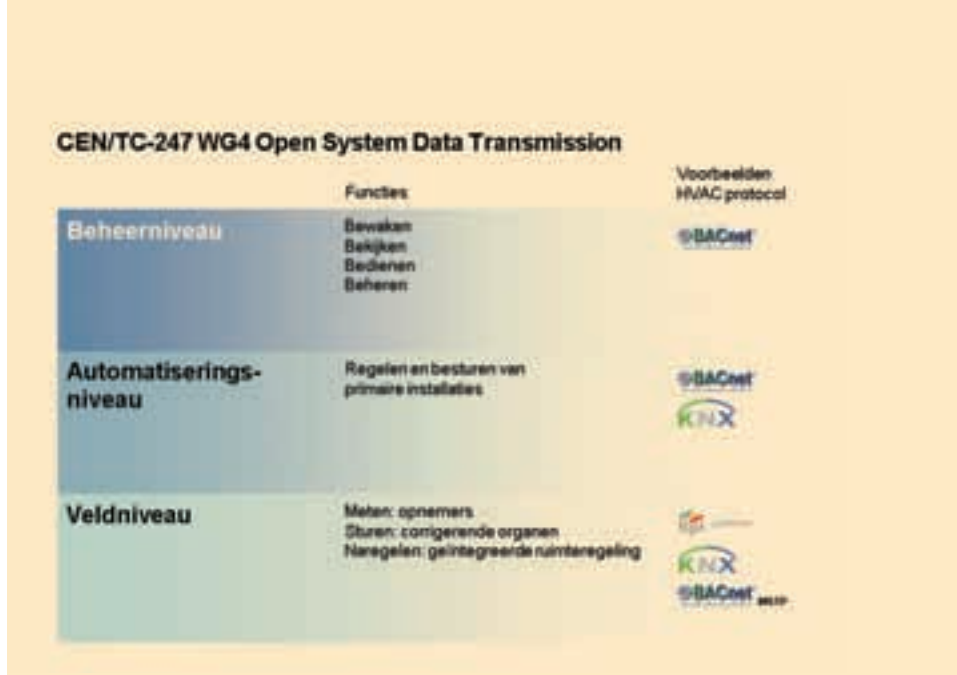 CEN/TC-247 WG4 Open System Data Transmission
Functies
Voorbeelden
HVAC protocol
Beheerniveau
Bewaken
Bekijken
Bedienen
Beheren
BACnet
Automatiserings-
niveau
Regelen en besturen van
primaire installaties
BACnet
KNX
Veldniveau
Meten: opnemers
Sturen: corrigerende organen
Naregelen: geïntegreerde ruimteregeling
KNX
BACnet MSTP